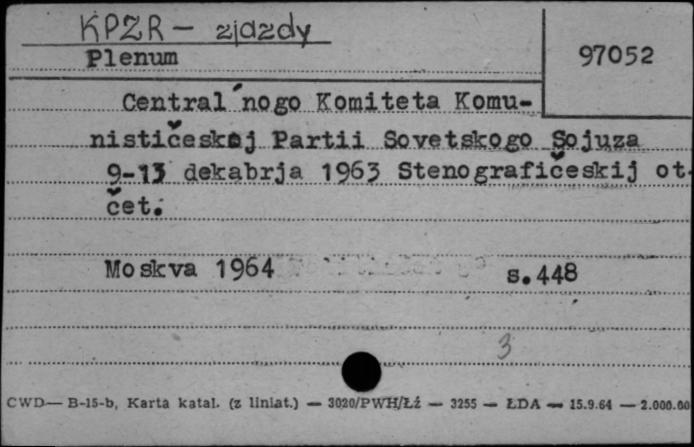 KPZR — zjazdy
97052
Plenum
Central'nogo Komiteta Komu-
nističeskoj Partii Sovetskogo Sojuza
9-13 dekabrja 1963 Stenografičeskij ot-
čet.
Moskva 1964 s.448
3
CWD— B-15-b, Karta katal. (z liniat.) — 3020/PWH/Łź — 3255 — ŁDA — 15.9.64 — 2.000.00